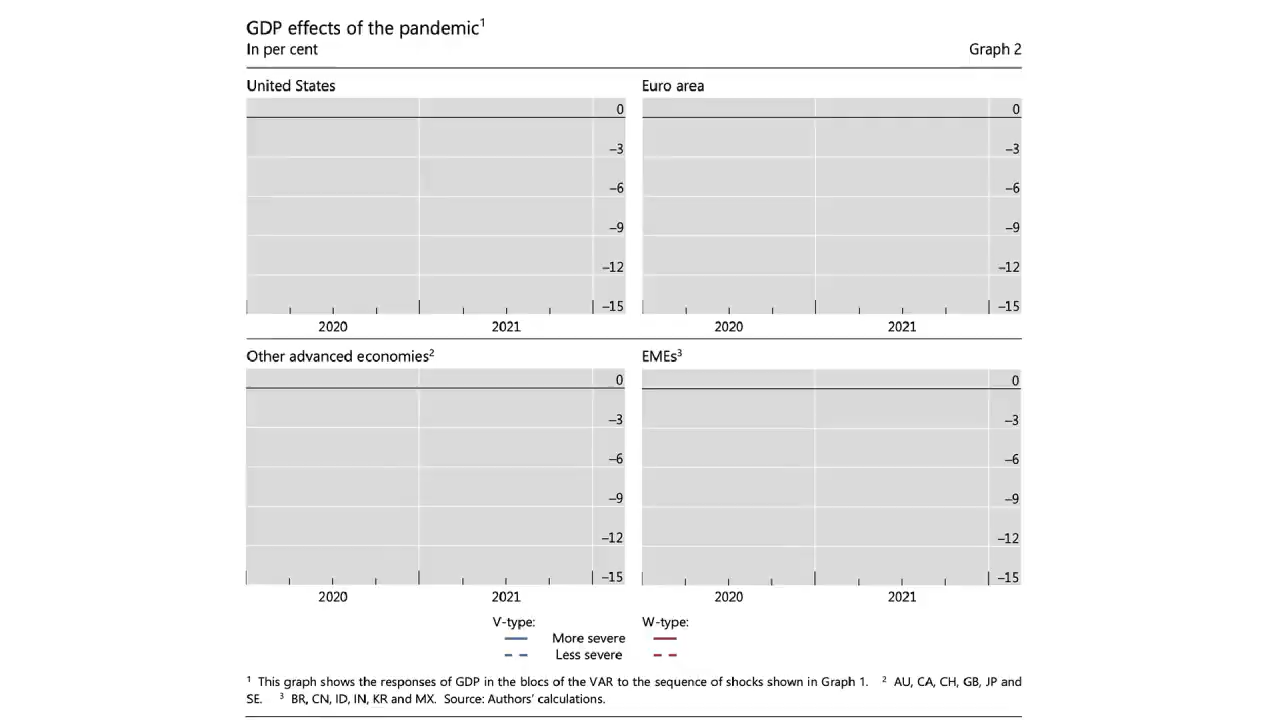 GDP effects of the pandemic¹
In per cent Graph 2
United States Euro area
0 0
–3 –3
–6 –6
–9 –9
–12 –12
–15 –15
2020 2021 2020 2021
Other advanced economies² EMEs³
0 0
–3 –3
–6 –6
–9 –9
–12 –12
–15 –15
2020 2021 2020 2021
V-type: W-type:
More severe
Less severe
¹ This graph shows the responses of GDP in the blocs of the VAR to the sequence of shocks shown in Graph 1. ² AU, CA, CH, GB, JP and
SE. ³ BR, CN, ID, IN, KR and MX. Source: Authors' calculations.